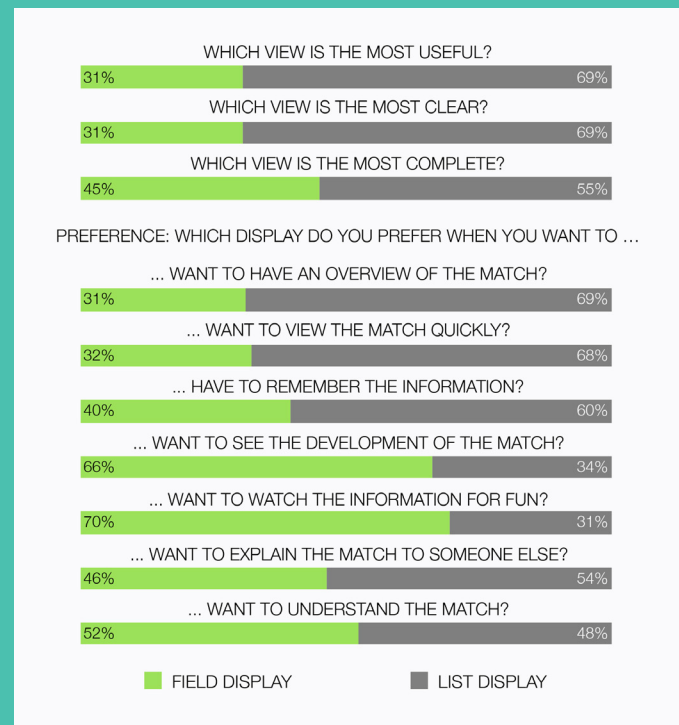 WHICH VIEW IS THE MOST USEFUL?
31% 69%
WHICH VIEW IS THE MOST CLEAR?
31% 69%
WHICH VIEW IS THE MOST COMPLETE?
45% 55%
PREFERENCE: WHICH DISPLAY DO YOU PREFER WHEN YOU WANT TO ...
... WANT TO HAVE AN OVERVIEW OF THE MATCH?
31% 69%
... WANT TO VIEW THE MATCH QUICKLY?
32% 68%
... HAVE TO REMEMBER THE INFORMATION?
40% 60%
... WANT TO SEE THE DEVELOPMENT OF THE MATCH?
66% 34%
... WANT TO WATCH THE INFORMATION FOR FUN?
70% 31%
... WANT TO EXPLAIN THE MATCH TO SOMEONE ELSE?
46% 54%
... WANT TO UNDERSTAND THE MATCH?
52% 48%
FIELD DISPLAY LIST DISPLAY